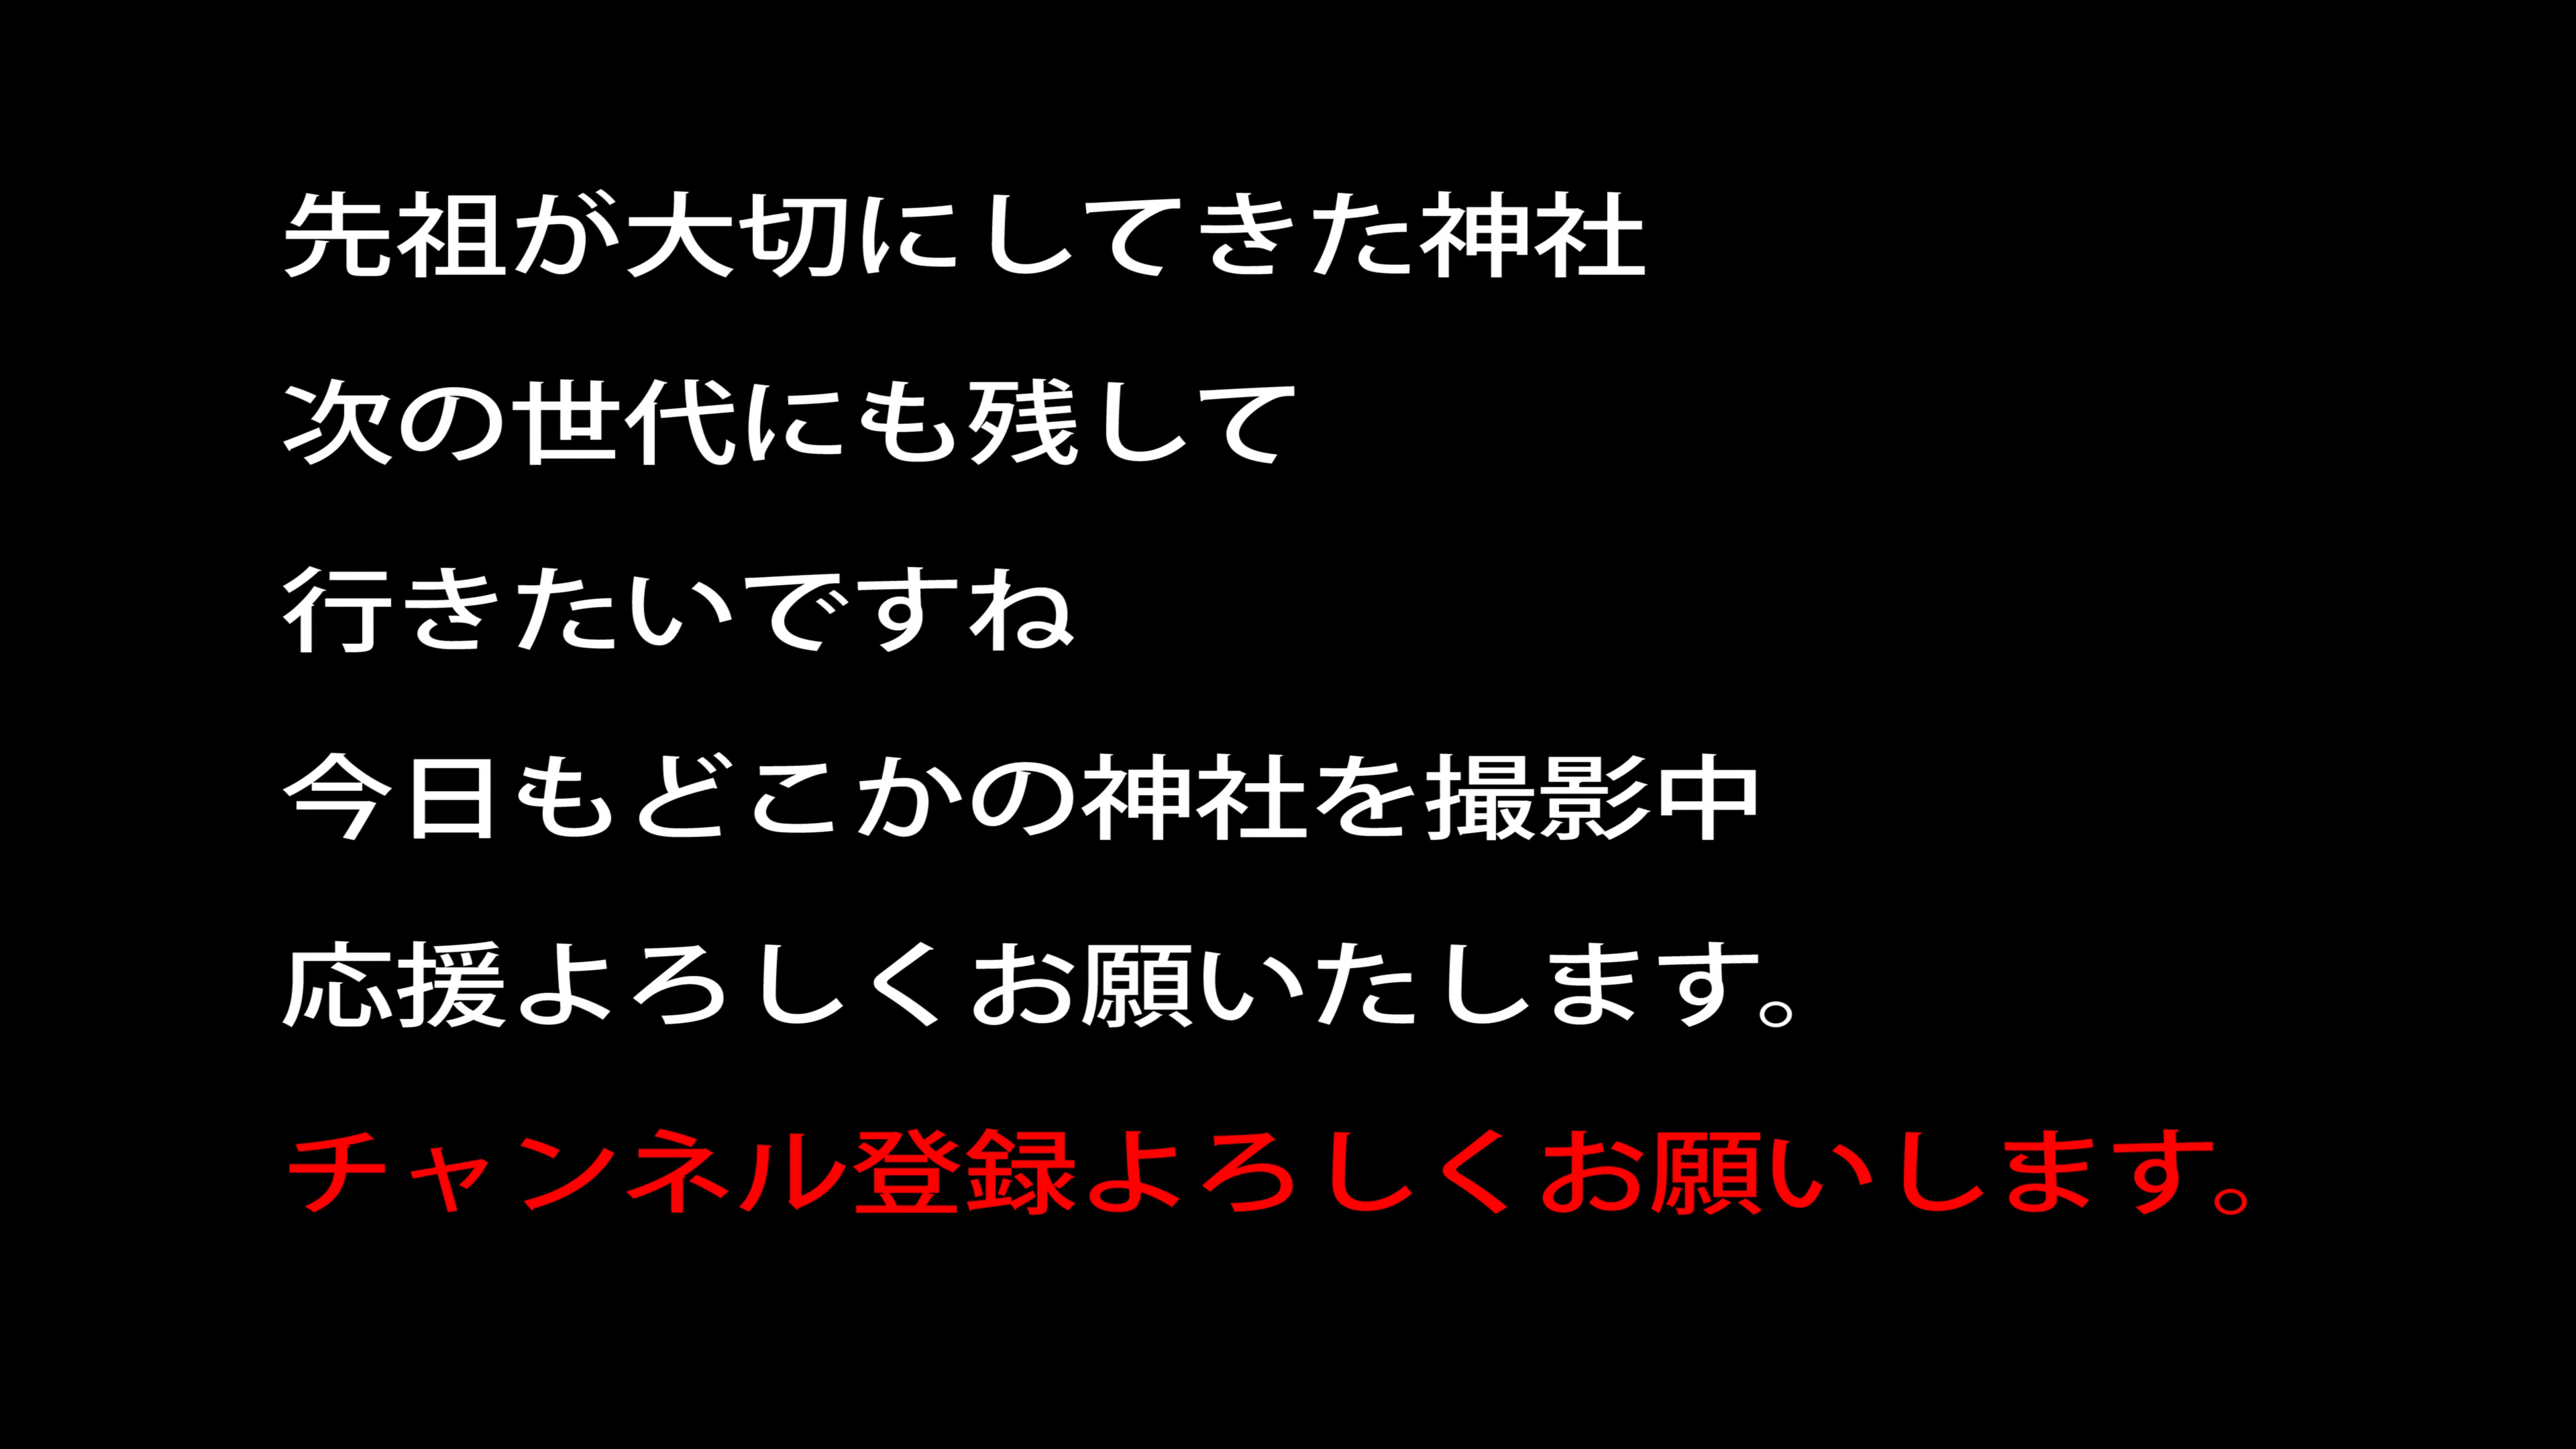 先祖が大切にしてきた神社
次の世代にも残して
行きたいですね
今日もどこかの神社を撮影中
応援よろしくお願いたします。
チャンネル登録よろしくお願いします。